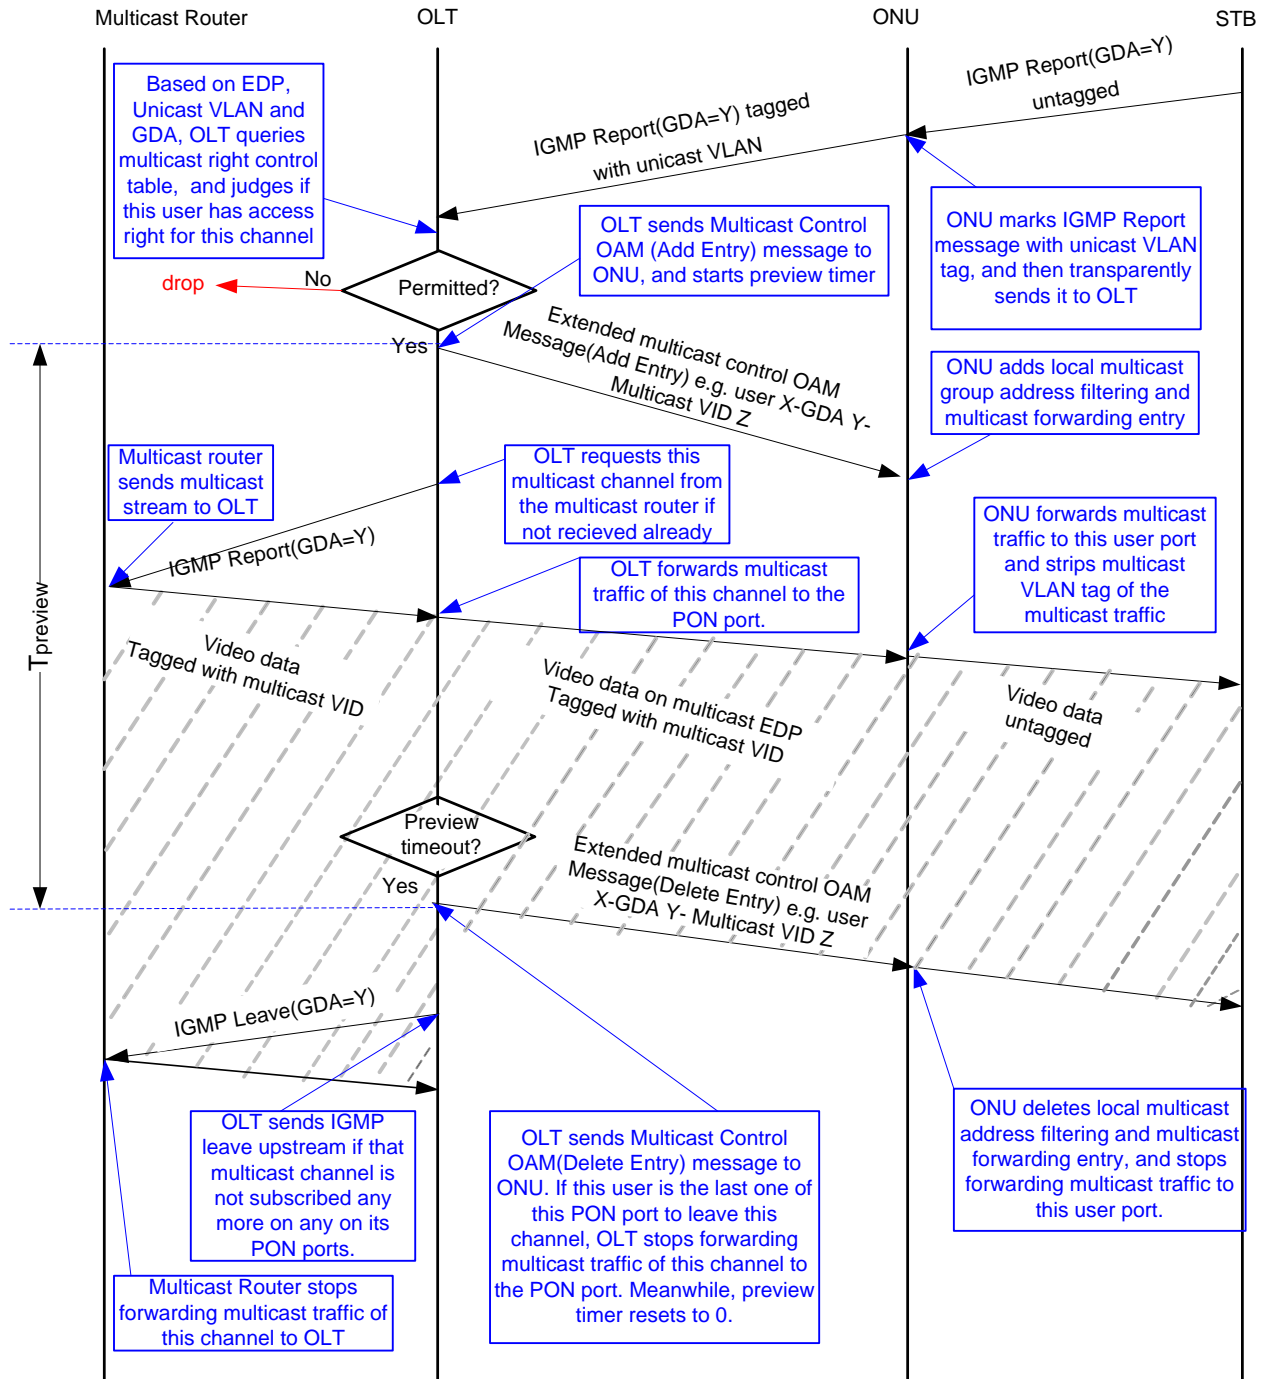 Multicast Router
OLT
ONU
STB
Based on EDP,
Unicast VLAN and
GDA, OLT queries
multicast right control
table,  and judges if
this user has access
right for this channel
IGMP Report(GDA=Y)
untagged
IGMP Report(GDA=Y) tagged
with unicast VLAN
ONU marks IGMP Report
message with unicast VLAN
tag, and then transparently
sends it to OLT
OLT sends Multicast Control
OAM (Add Entry) message to
ONU, and starts preview timer
drop
No
Permitted?
Yes
Extended multicast control OAM
Message(Add Entry) e.g. user X-GDA Y-
Multicast VID Z
ONU adds local multicast
group address filtering and
multicast forwarding entry
Multicast router
sends multicast
stream to OLT
OLT requests this
multicast channel from
the multicast router if
not recieved already
IGMP Report(GDA=Y)
ONU forwards multicast
traffic to this user port
and strips multicast
VLAN tag of the
multicast traffic
OLT forwards multicast
traffic of this channel to the
PON port.
Tpreview
Video data
Tagged with multicast VID
Video data on multicast EDP
Tagged with multicast VID
Video data
untagged
Preview
timeout?
Yes
Extended multicast control OAM
Message(Delete Entry) e.g. user
X-GDA Y- Multicast VID Z
IGMP Leave(GDA=Y)
OLT sends IGMP
leave upstream if that
multicast channel is
not subscribed any
more on any on its
PON ports.
OLT sends Multicast Control
OAM(Delete Entry) message to
ONU. If this user is the last one of
this PON port to leave this
channel, OLT stops forwarding
multicast traffic of this channel to
the PON port. Meanwhile, preview
timer resets to 0.
ONU deletes local multicast
address filtering and multicast
forwarding entry, and stops
forwarding multicast traffic to
this user port.
Multicast Router stops
forwarding multicast traffic of
this channel to OLT